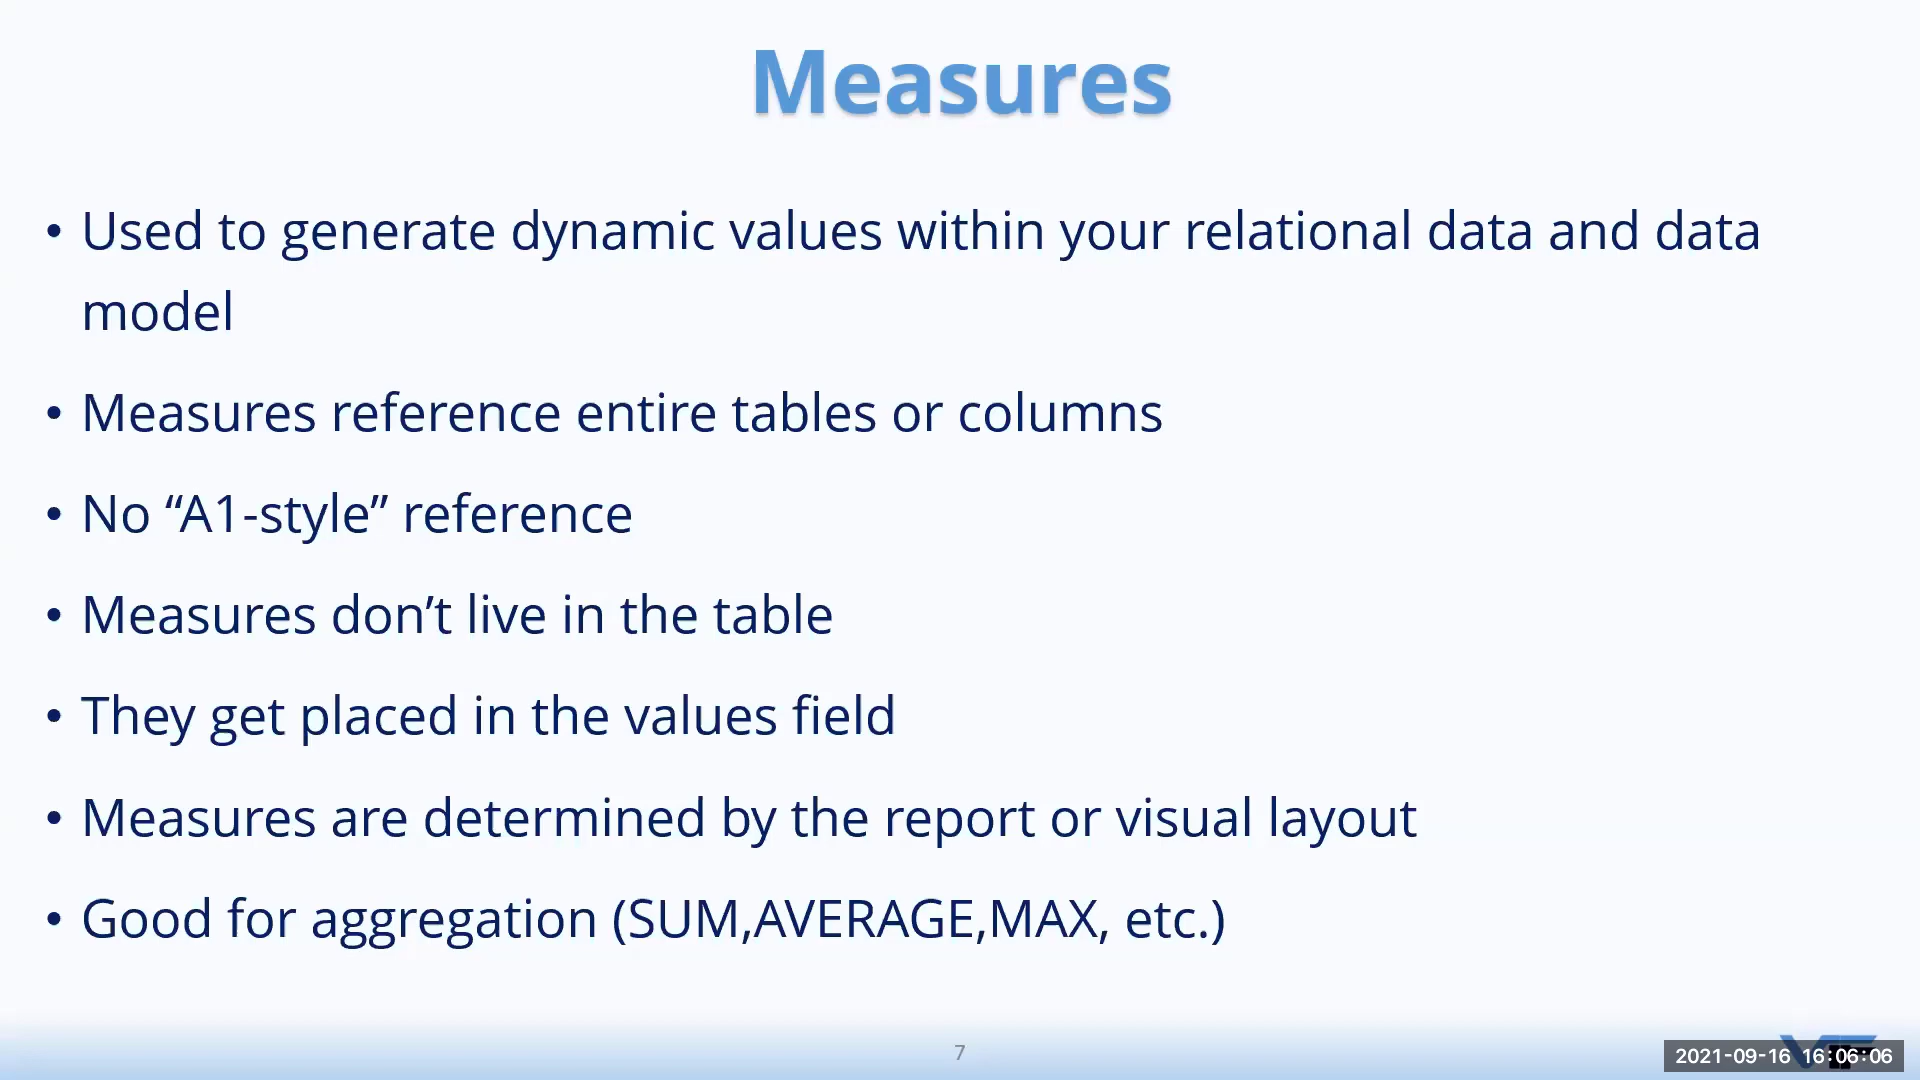 Measures
• Used to generate dynamic values within your relational data and data
model
• Measures reference entire tables or columns
• No “A1-style” reference
• Measures don’t live in the table
• They get placed in the values field
• Measures are determined by the report or visual layout
• Good for aggregation (SUM,AVERAGE,MAX, etc.)
7
2021-09-16 16:06:06